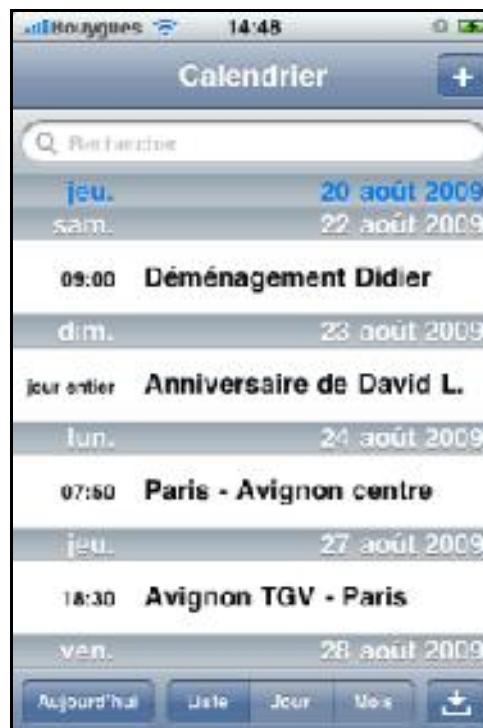 Bouygues 14:48
Calendrier +
Rechercher
jeu. 20 août 2009
sam. 22 août 2009
09:00 Déménagement Didier
dim. 23 août 2009
jour entier Anniversaire de David L.
lun. 24 août 2009
07:50 Paris - Avignon centre
jeu. 27 août 2009
18:30 Avignon TGV - Paris
ven. 28 août 2009
Aujourd'hui Liste Jour Mois